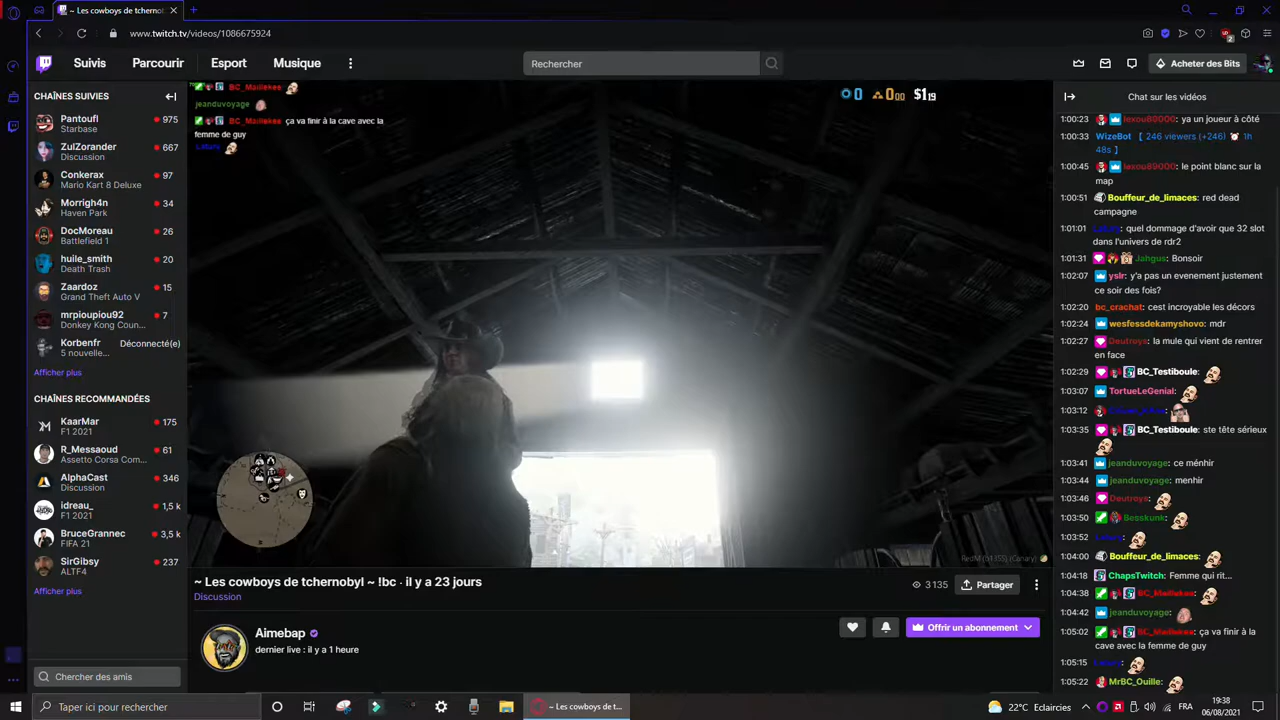 ~ Les cowboys de tchernol
www.twitch.tv/videos/1086675924
Suivis
Parcourir
Esport
Musique
Rechercher
Acheter des Bits
CHAÎNES SUIVIES
Pantoufl
975
Starbase
ZulZorander
667
Discussion
Conkerax
97
Mario Kart 8 Deluxe
Morrigh4n
34
Haven Park
DocMoreau
26
Battlefield 1
huile_smith
20
Death Trash
Zaardoz
15
Grand Theft Auto V
mrpioupiou92
7
Donkey Kong Coun...
Korbenfr
Déconnecté(e)
5 nouvelle...
Afficher plus
CHAÎNES RECOMMANDÉES
KaarMar
175
F1 2021
R_Messaoud
61
Assetto Corsa Com...
AlphaCast
346
Discussion
idreau_
1,5 k
F1 2021
BruceGrannec
3,5 k
FIFA 21
SirGibsy
237
ALTF4
Afficher plus
Chercher des amis
BC_Maillekes
jeanduvoyage
BC_Maillekes ça va finir à la cave avec la
femme de guy
0
000
$119
RedM (b1355) (Canary)
~ Les cowboys de tchernobyl ~ !bc · il y a 23 jours
Discussion
3 135
Partager
Aimebap
dernier live : il y a 1 heure
Offrir un abonnement
Chat sur les vidéos
1:00:23 lexou89000: ya un joueur à côté
1:00:33 WizeBot [ 246 viewers (+246) 1h
48s ]
1:00:45 lexou89000: le point blanc sur la
map
1:00:51 Bouffeur_de_limaces: red dead
campagne
1:01:01 quel dommage d'avoir que 32 slot
dans l'univers de rdr2
1:01:31 Jahgus: Bonsoir
1:02:07 yslr: y'a pas un evenement justement
ce soir des fois?
1:02:20 bc_crachat: cest incroyable les décors
1:02:24 wesfessdekamyshovo: mdr
1:02:27 Deutroys: la mule qui vient de rentrer
en face
1:02:29 BC_Testiboule:
1:03:07 TortueLeGenial:
1:03:12
1:03:35 BC_Testiboule: ste tête sérieux
1:03:41 jeanduvoyage: ce ménhir
1:03:44 jeanduvoyage: menhir
1:03:46 Deutroys:
1:03:50 Besskunk:
1:03:52
1:04:00 Bouffeur_de_limaces:
1:04:18 ChapsTwitch: Femme qui rit...
1:04:38 BC_Maillekes:
1:04:42 jeanduvoyage:
1:05:02 BC_Maillekes: ça va finir à la
cave avec la femme de guy
1:05:15
1:05:22 MrBC_Ouille:
Taper ici pour rechercher
~ Les cowboys de t...
22°C Eclaircies
FRA
19:38
06/08/2021